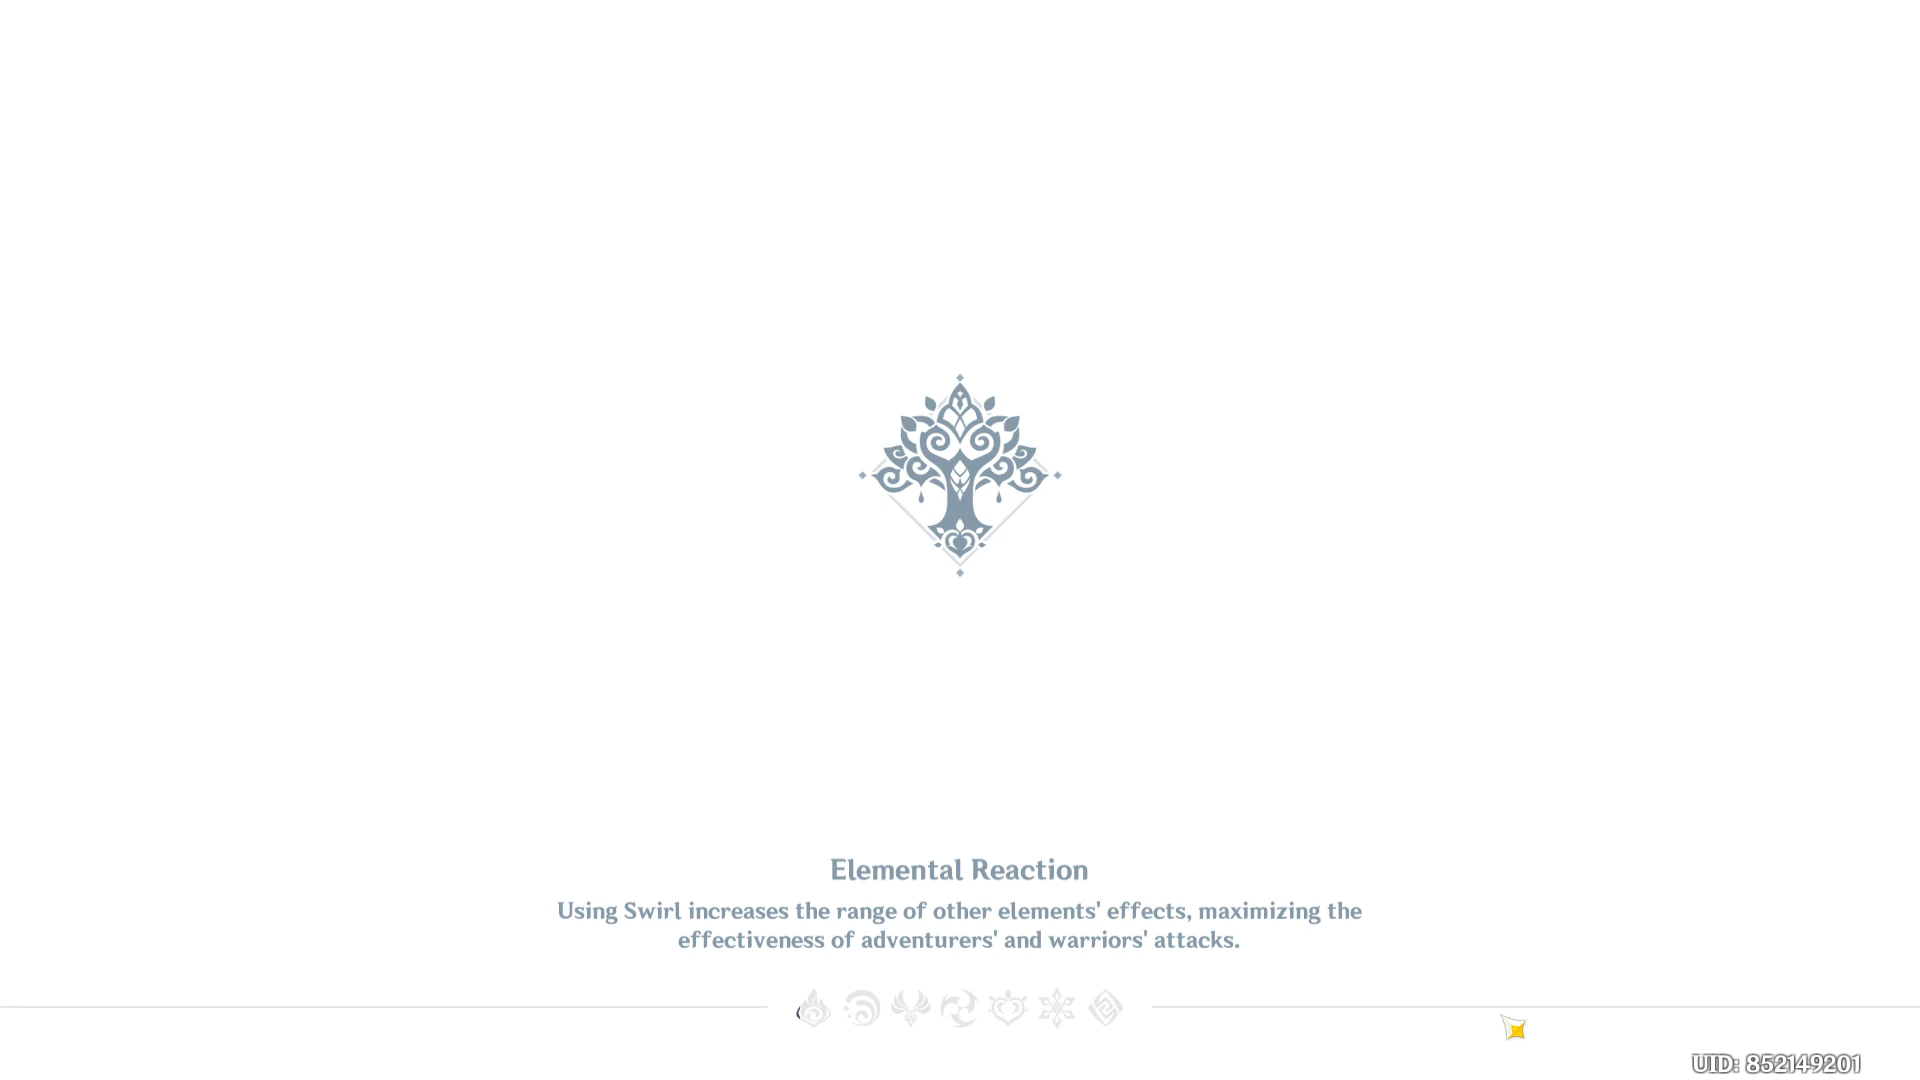 Elemental Reaction
Using Swirl increases the range of other elements' effects, maximizing the
effectiveness of adventurers' and warriors' attacks.
UID: 852149201